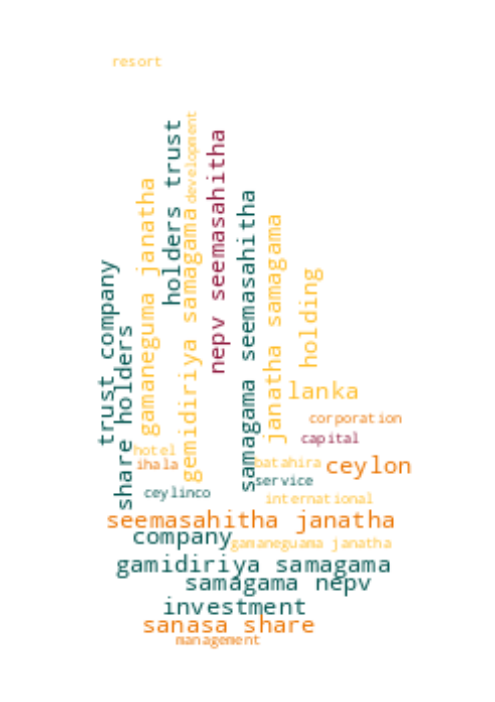 resort
trust company
share holders
gamaneguma janatha
holders trust
gemidiriya samagama
development
nepv seemasahitha
samagama seemasahitha
janatha samagama
holding
lanka
corporation
capital
hotel
ihala
batahira
ceylon
service
ceylinco
international
seemasahitha janatha
company
gamaneguama janatha
gamidiriya samagama
samagama nepv
investment
sanasa share
management